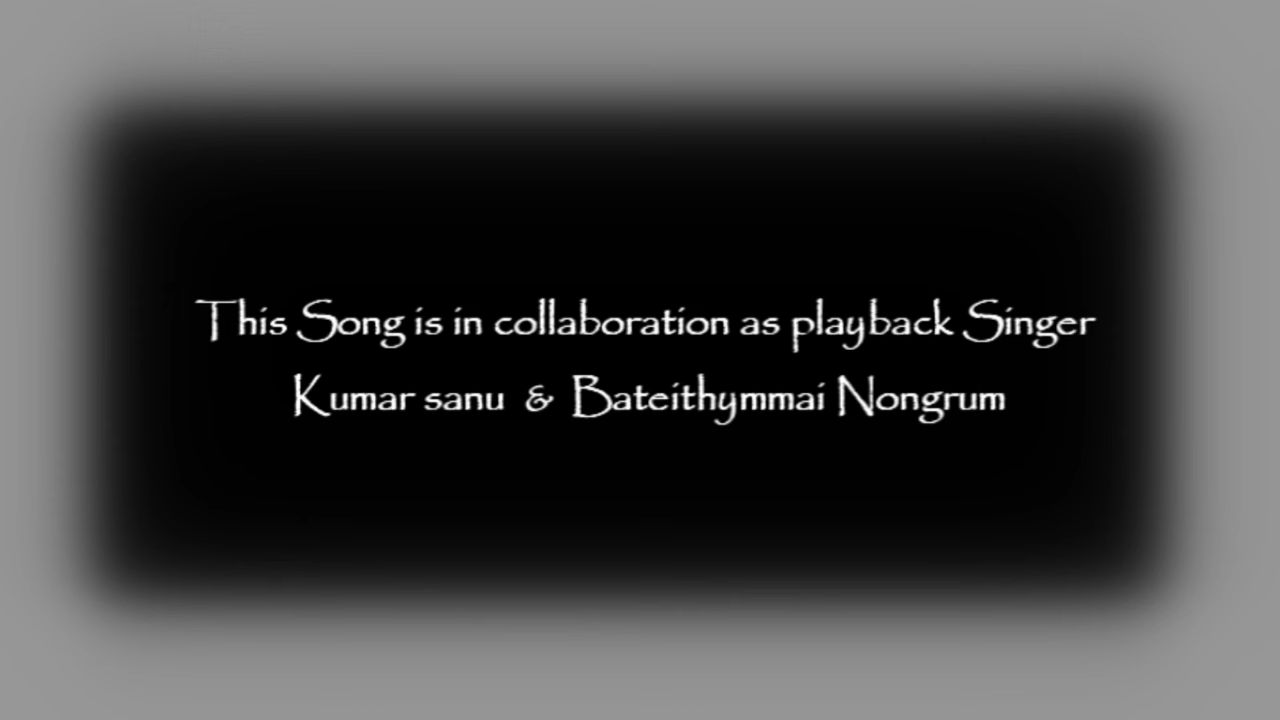 This Song is in collaboration as playback Singer
Kumar sanu & Bateithymmai Nongrum